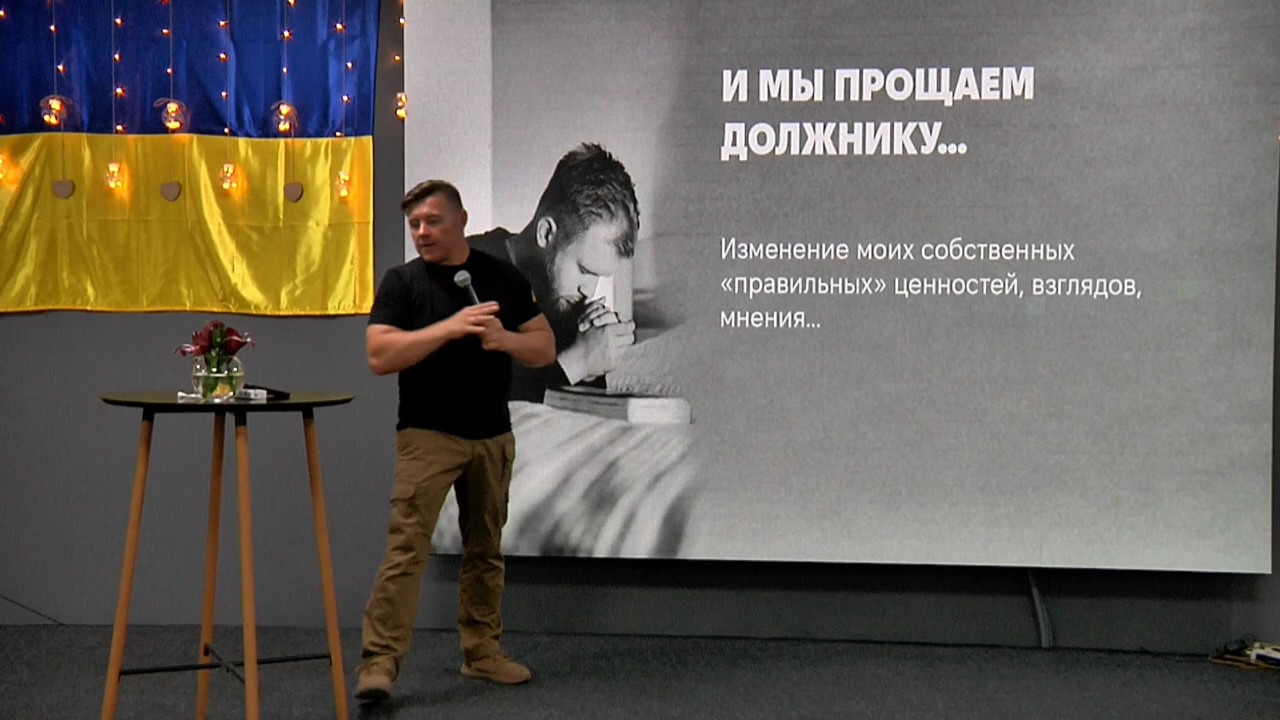 И МЫ ПРОЩАЕМ
ДОЛЖНИКУ...
Изменение моих собственных
«правильных» ценностей, взглядов,
мнения...